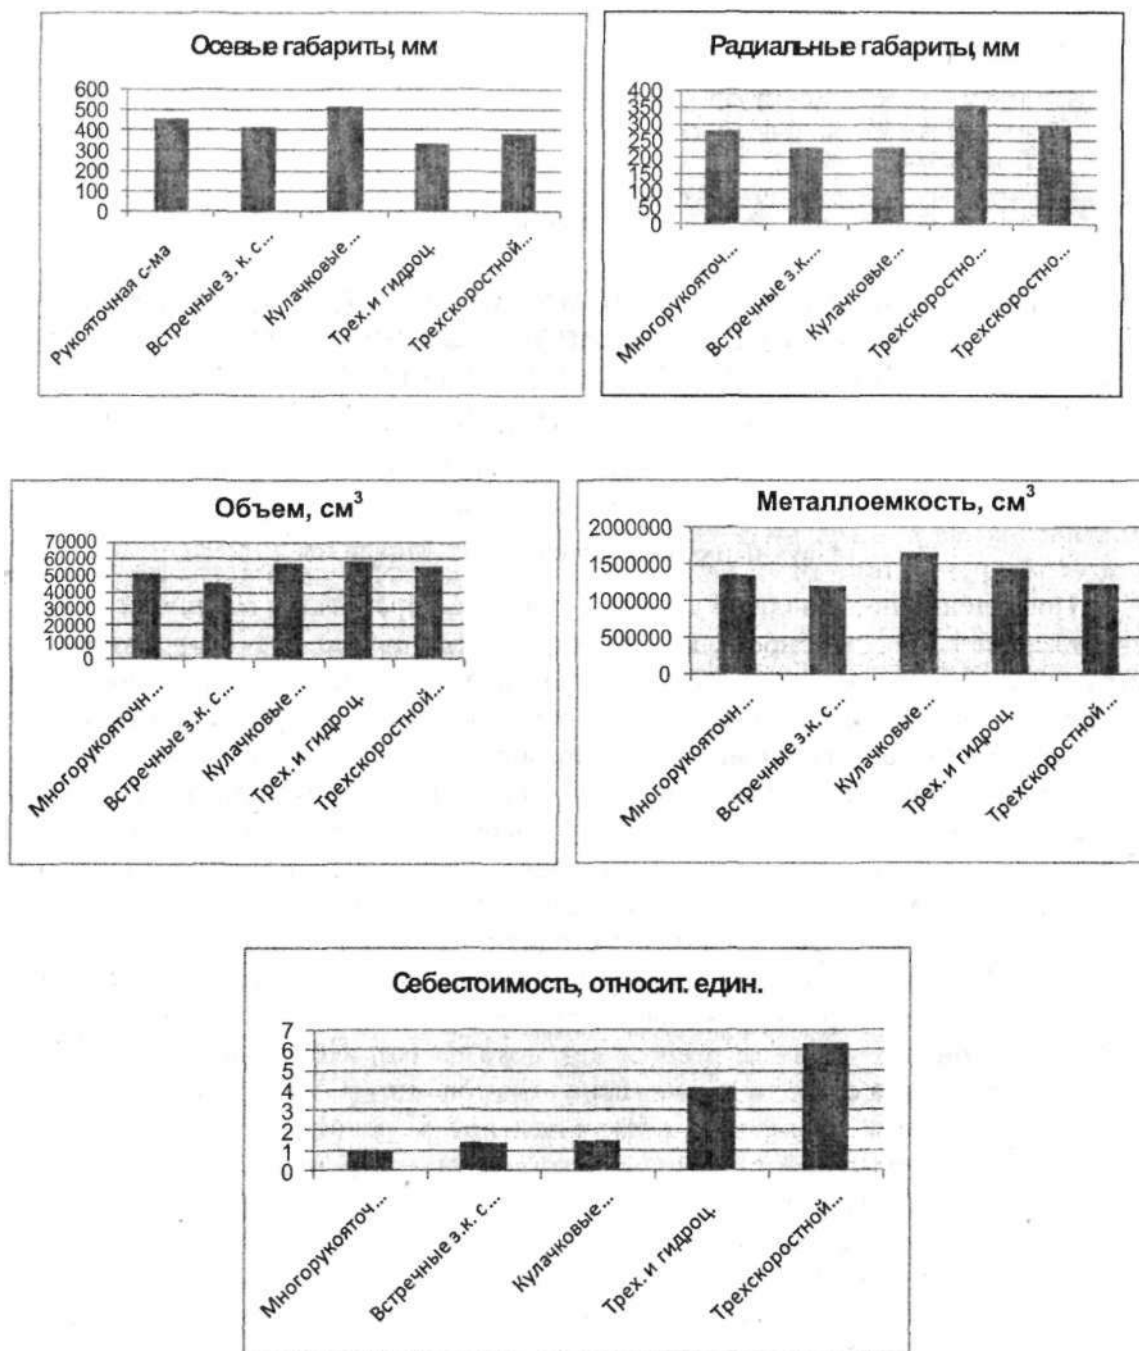 Осевые габариты, мм
600
500
400
300
200
100
0
Рукояточная с-ма
Встречные з. к. с...
Кулачковые...
Трех. и гидроц.
Трехскоростной...
Радиальные габариты, мм
400
350
300
250
200
150
100
50
0
Многорукояточ...
Встречные з.к....
Кулачковые...
Трехскоростно...
Трехскоростно...
Объем, см³
70000
60000
50000
40000
30000
20000
10000
0
Многорукояточн...
Встречные з.к. с...
Кулачковые...
Трех. и гидроц.
Трехскоростной...
Металлоемкость, см³
2000000
1500000
1000000
500000
0
Многорукояточн...
Встречные з.к. с...
Кулачковые...
Трех. и гидроц.
Трехскоростной...
Себестоимость, относит. един.
7
6
5
4
3
2
1
0
Многорукояточ...
Встречные з.к. с...
Кулачковые...
Трех. и гидроц.
Трехскоростной...